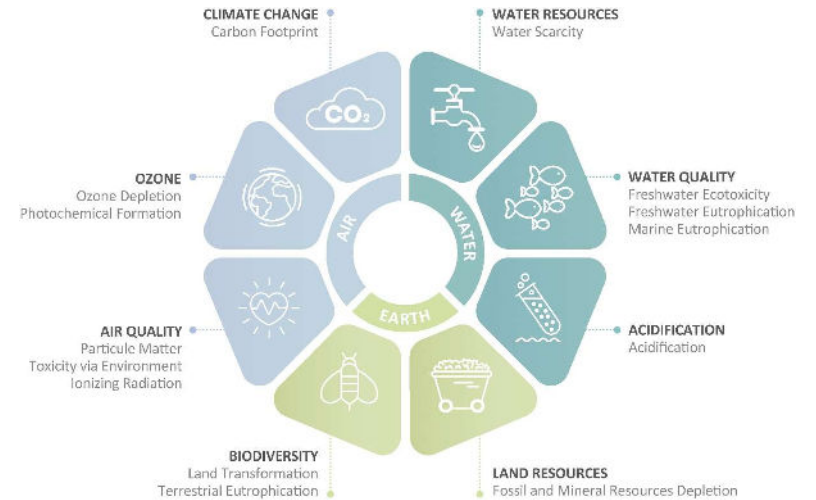 CLIMATE CHANGE
Carbon Footprint
WATER RESOURCES
Water Scarcity
CO2
OZONE
Ozone Depletion
Photochemical Formation
WATER QUALITY
Freshwater Ecotoxicity
Freshwater Eutrophication
Marine Eutrophication
AIR
WATER
EARTH
AIR QUALITY
Particule Matter
Toxicity via Environment
Ionizing Radiation
ACIDIFICATION
Acidification
BIODIVERSITY
Land Transformation
Terrestrial Eutrophication
LAND RESOURCES
Fossil and Mineral Resources Depletion